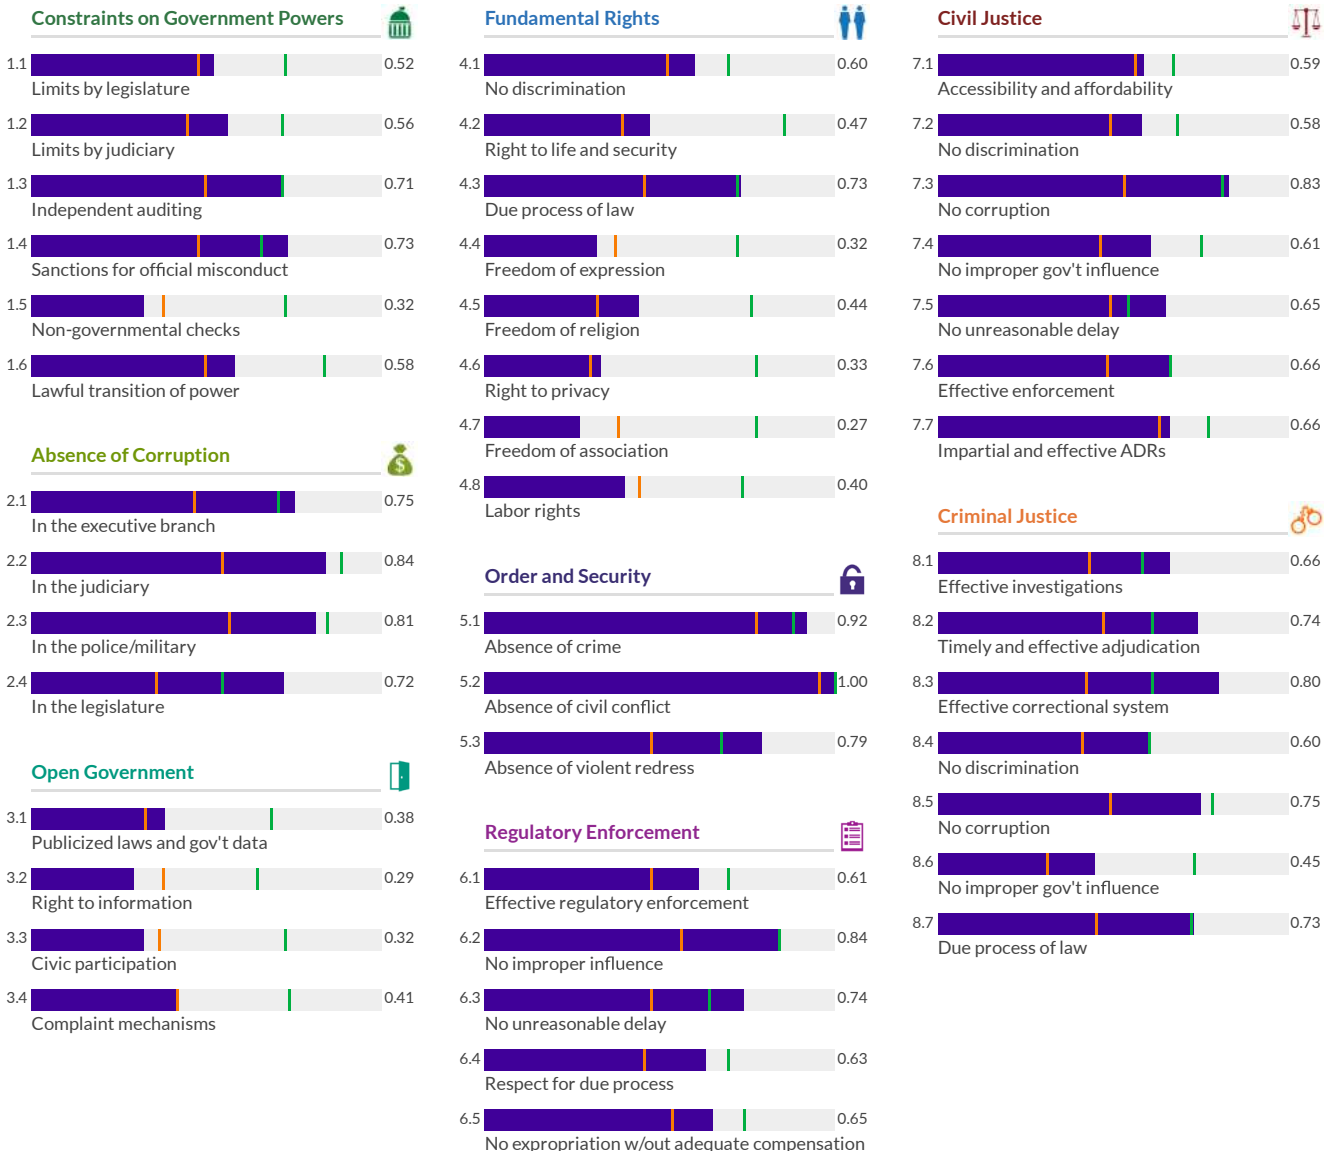 Constraints on Government Powers
1.1 0.52
Limits by legislature
1.2 0.56
Limits by judiciary
1.3 0.71
Independent auditing
1.4 0.73
Sanctions for official misconduct
1.5 0.32
Non-governmental checks
1.6 0.58
Lawful transition of power
Absence of Corruption
$
2.1 0.75
In the executive branch
2.2 0.84
In the judiciary
2.3 0.81
In the police/military
2.4 0.72
In the legislature
Open Government
3.1 0.38
Publicized laws and gov't data
3.2 0.29
Right to information
3.3 0.32
Civic participation
3.4 0.41
Complaint mechanisms
Fundamental Rights
4.1 0.60
No discrimination
4.2 0.47
Right to life and security
4.3 0.73
Due process of law
4.4 0.32
Freedom of expression
4.5 0.44
Freedom of religion
4.6 0.33
Right to privacy
4.7 0.27
Freedom of association
4.8 0.40
Labor rights
Order and Security
5.1 0.92
Absence of crime
5.2 1.00
Absence of civil conflict
5.3 0.79
Absence of violent redress
Regulatory Enforcement
6.1 0.61
Effective regulatory enforcement
6.2 0.84
No improper influence
6.3 0.74
No unreasonable delay
6.4 0.63
Respect for due process
6.5 0.65
No expropriation w/out adequate compensation
Civil Justice
7.1 0.59
Accessibility and affordability
7.2 0.58
No discrimination
7.3 0.83
No corruption
7.4 0.61
No improper gov't influence
7.5 0.65
No unreasonable delay
7.6 0.66
Effective enforcement
7.7 0.66
Impartial and effective ADRs
Criminal Justice
8.1 0.66
Effective investigations
8.2 0.74
Timely and effective adjudication
8.3 0.80
Effective correctional system
8.4 0.60
No discrimination
8.5 0.75
No corruption
8.6 0.45
No improper gov't influence
8.7 0.73
Due process of law